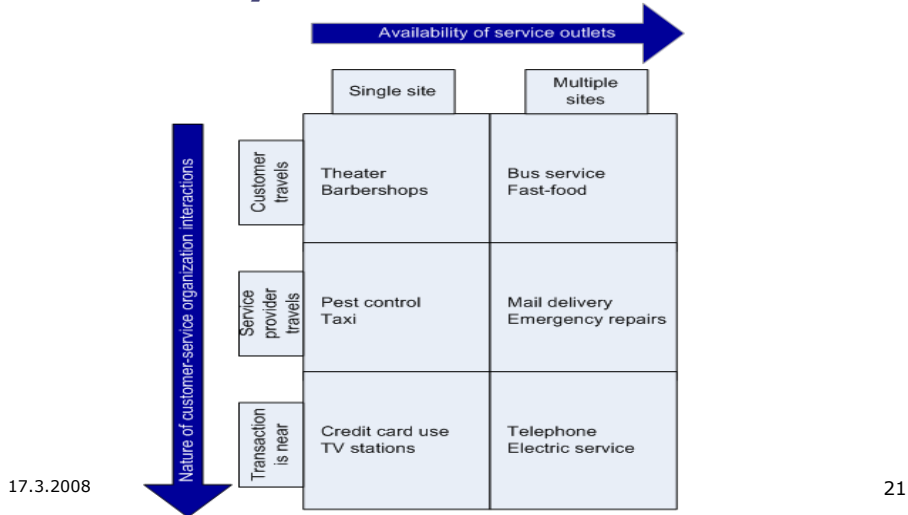 Availability of service outlets
Single site
Multiple
sites
Nature of customer-service organization interactions
Customer
travels
Theater
Barbershops
Bus service
Fast-food
Service
provider
travels
Pest control
Taxi
Mail delivery
Emergency repairs
Transaction
is near
Credit card use
TV stations
Telephone
Electric service
17.3.2008
21